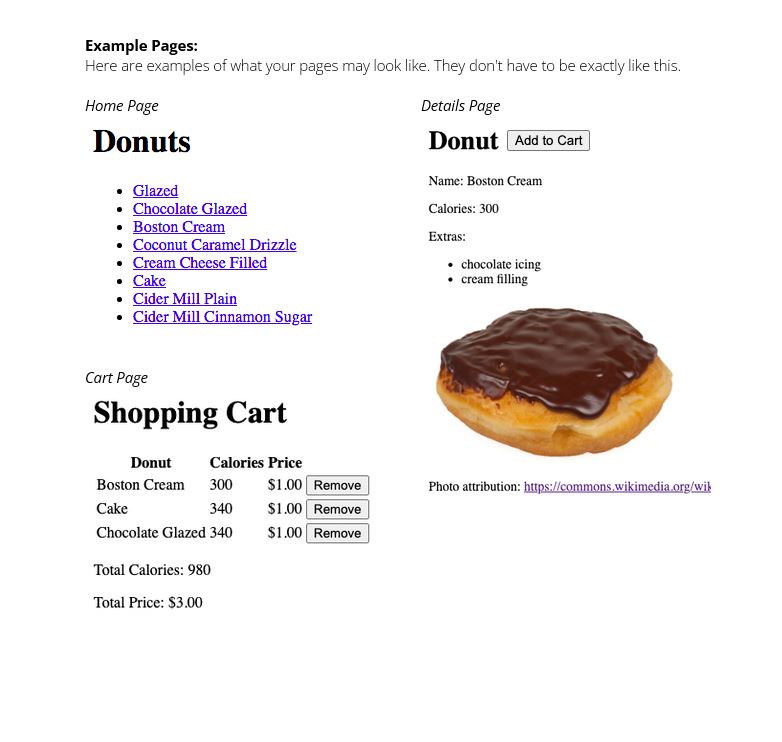 Example Pages:
Here are examples of what your pages may look like. They don't have to be exactly like this.
Home Page
Donuts
Glazed
Chocolate Glazed
Boston Cream
Coconut Caramel Drizzle
Cream Cheese Filled
Cake
Cider Mill Plain
Cider Mill Cinnamon Sugar
Cart Page
Shopping Cart
Donut Calories Price
Boston Cream 300 $1.00 Remove
Cake 340 $1.00 Remove
Chocolate Glazed 340 $1.00 Remove
Total Calories: 980
Total Price: $3.00
Details Page
Donut Add to Cart
Name: Boston Cream
Calories: 300
Extras:
chocolate icing
cream filling
Photo attribution: https://commons.wikimedia.org/wik